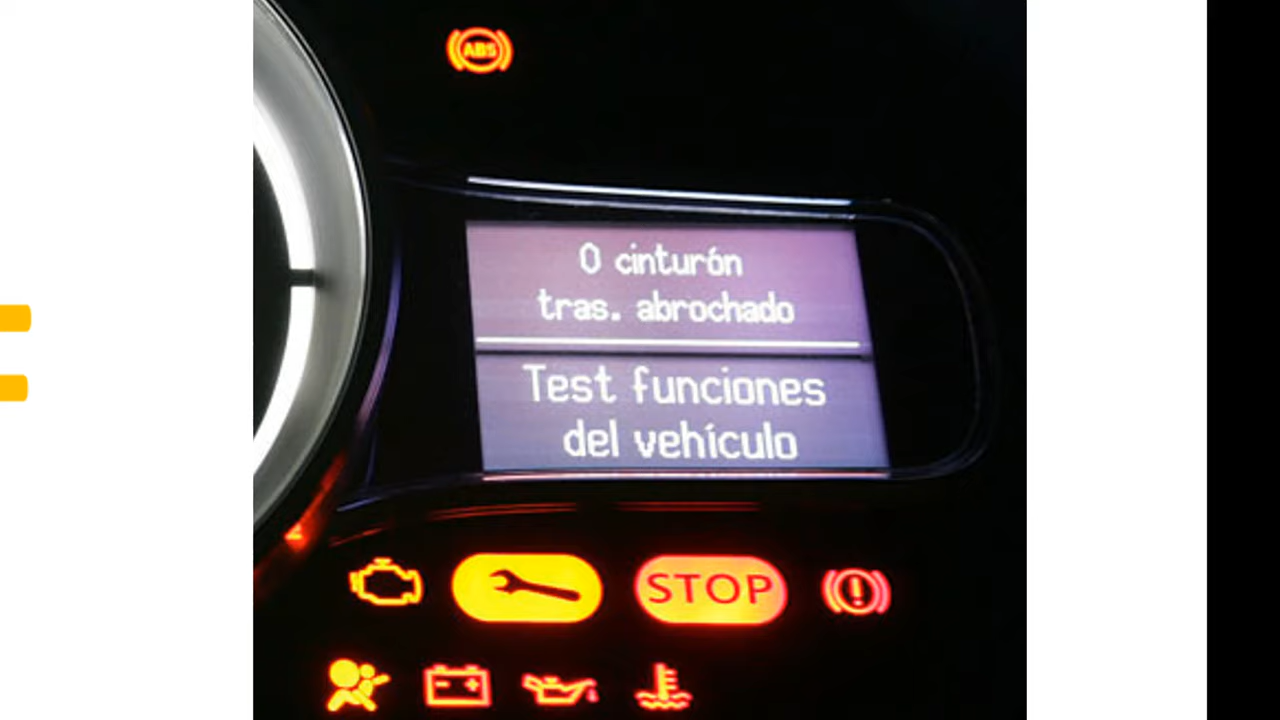 ABS
0 cinturón
tras. abrochado
Test funciones
del vehículo
STOP